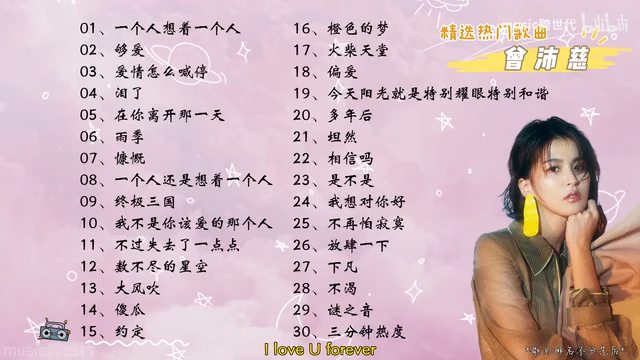 01、一个人想着一个人
02、够爱
03、爱情怎么喊停
04、泪了
05、在你离开那一天
06、雨季
07、慷慨
08、一个人还是想着一个人
09、终极三国
10、我不是你该爱的那个人
11、不过失去了一点点
12、数不尽的星空
13、大风吹
14、傻瓜
15、约定
16、橙色的梦
17、火柴天堂
18、偏爱
19、今天阳光就是特别耀眼特别和谐
20、多年后
21、坦然
22、相信吗
23、是不是
24、我想对你好
25、不再怕寂寞
26、放肆一下
27、下凡
28、不渴
29、谜之音
30、三分钟热度
精选热门歌曲
曾沛慈
bilibili
I love U forever